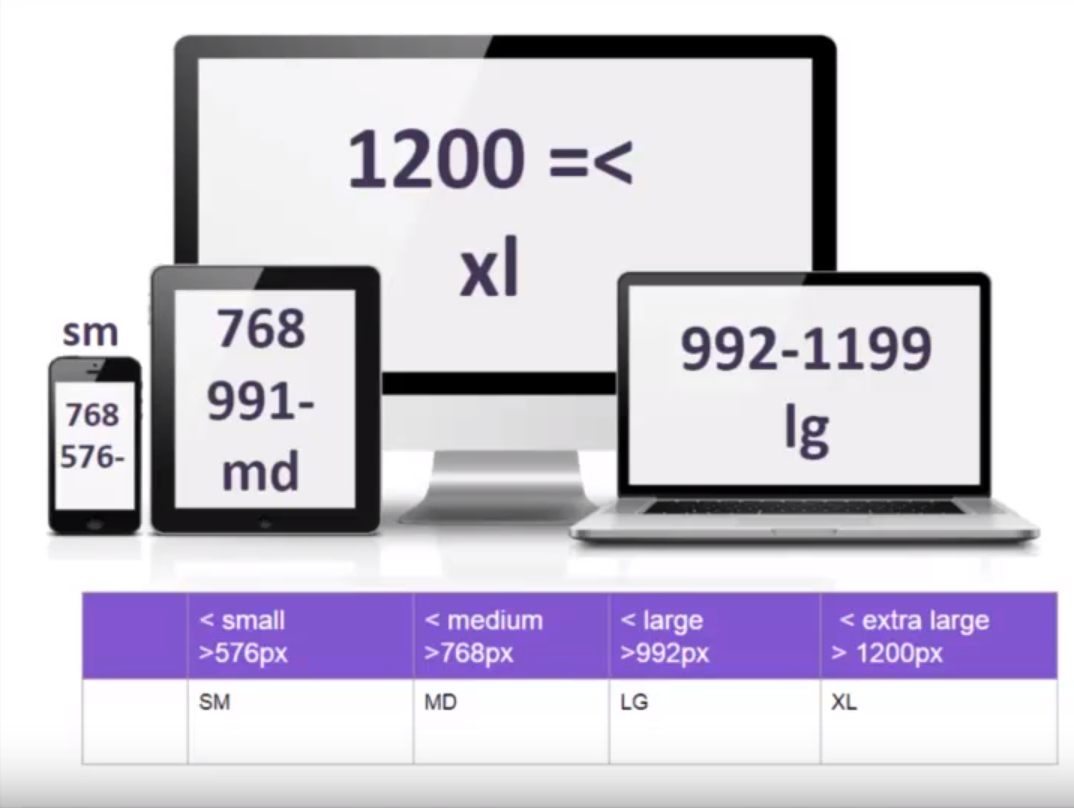 1200 =<
xl
sm
768
576-
768
991-
md
992-1199
lg
< small
>576px
< medium
>768px
< large
>992px
< extra large
> 1200px
SM
MD
LG
XL